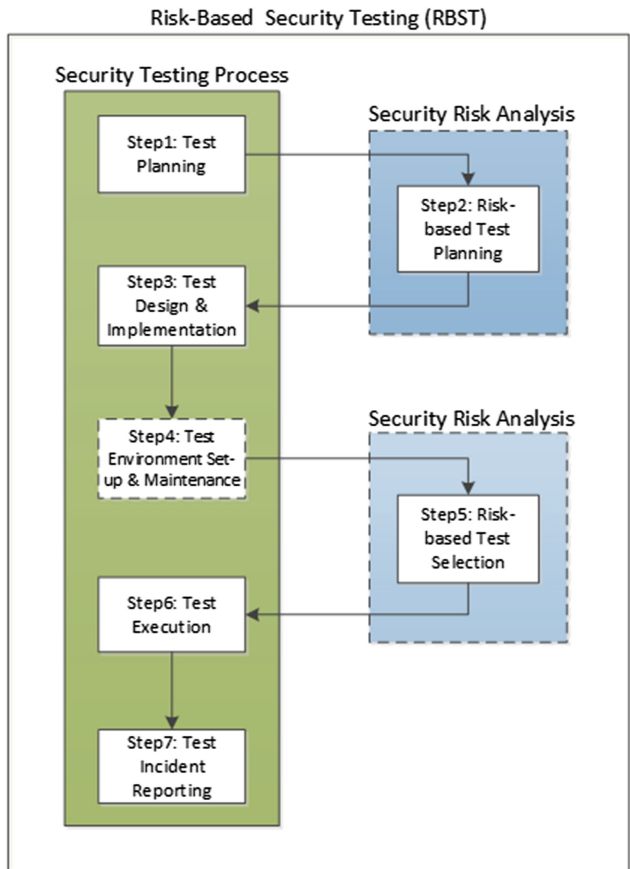 Risk-Based Security Testing (RBST)
Security Testing Process
Step1: Test
Planning
Security Risk Analysis
Step2: Risk-
based Test
Planning
Step3: Test
Design &
Implementation
Step4: Test
Environment Set-
up & Maintenance
Security Risk Analysis
Step5: Risk-
based Test
Selection
Step6: Test
Execution
Step7: Test
Incident
Reporting